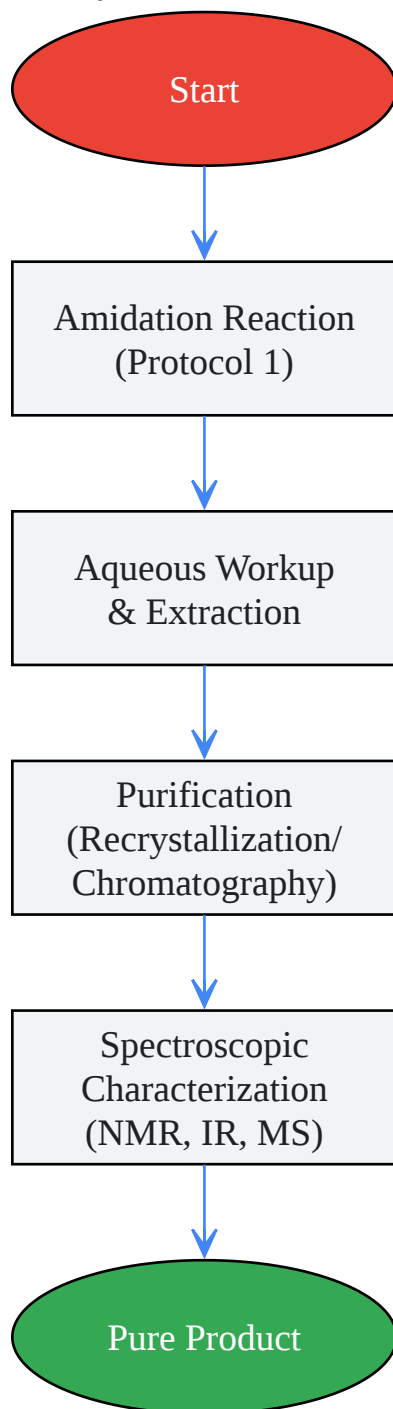 Start
Amidation Reaction
(Protocol 1)
Aqueous Workup
& Extraction
Purification
(Recrystallization/
Chromatography)
Spectroscopic
Characterization
(NMR, IR, MS)
Pure Product